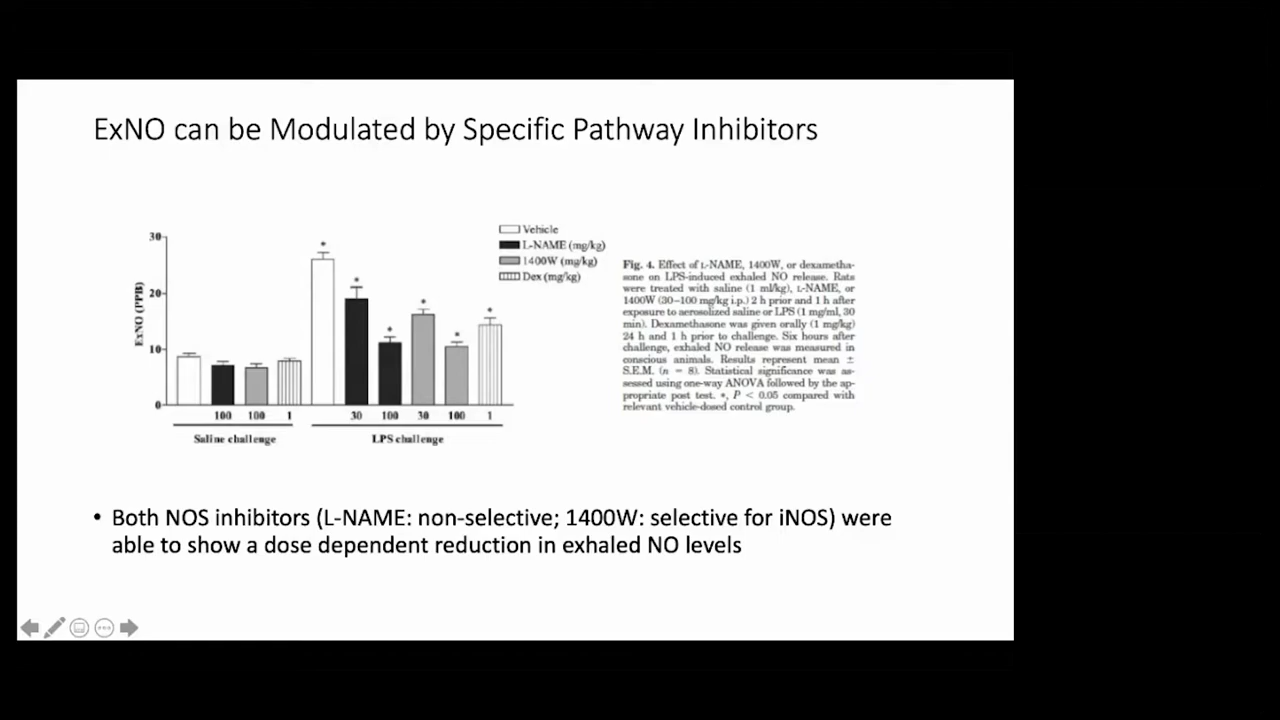 ExNO can be Modulated by Specific Pathway Inhibitors
Vehicle
L-NAME (mg/kg)
1400W (mg/kg)
Dex (mg/kg)
ExNO (PPB)
30
20
10
0
* * * * * *
100 100 1 30 100 30 100 1
Saline challenge LPS challenge
Fig. 4. Effect of L-NAME, 1400W, or dexametha-
sone on LPS-induced exhaled NO release. Rats
were treated with saline (1 ml/kg), L-NAME, or
1400W (30–100 mg/kg i.p.) 2 h prior and 1 h after
exposure to aerosolized saline or LPS (1 mg/ml, 30
min). Dexamethasone was given orally (1 mg/kg)
24 h and 1 h prior to challenge. Six hours after
challenge, exhaled NO release was measured in
conscious animals. Results represent mean ±
S.E.M. (n = 8). Statistical significance was as-
sessed using one-way ANOVA followed by the ap-
propriate post test. *, P < 0.05 compared with
relevant vehicle-dosed control group.
• Both NOS inhibitors (L-NAME: non-selective; 1400W: selective for iNOS) were
able to show a dose dependent reduction in exhaled NO levels